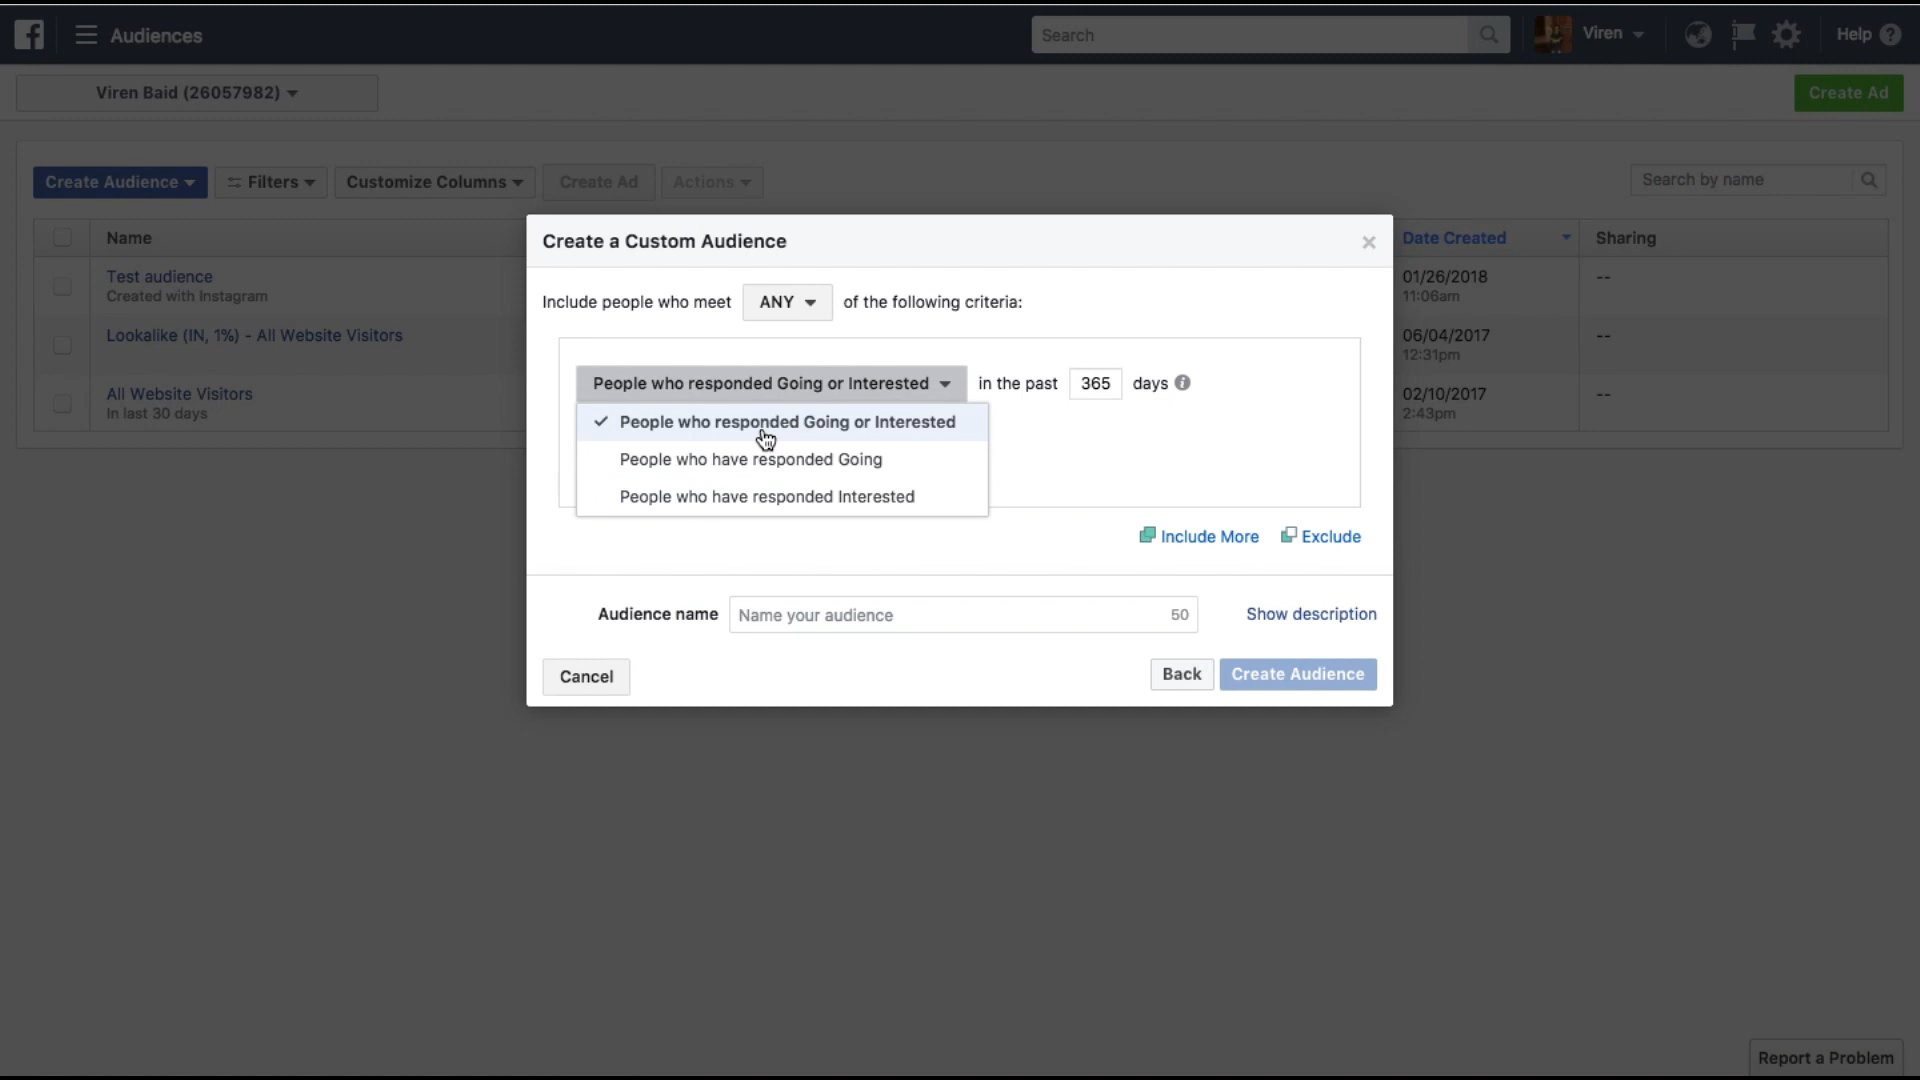 Audiences
Search
Viren
Help
Viren Baid (26057982)
Create Ad
Create Audience
Filters
Customize Columns
Create Ad
Actions
Search by name
Name
Date Created
Sharing
Test audience
Created with Instagram
01/26/2018
11:06am
--
Lookalike (IN, 1%) - All Website Visitors
06/04/2017
12:31pm
--
All Website Visitors
In last 30 days
02/10/2017
2:43pm
--
Create a Custom Audience
Include people who meet ANY of the following criteria:
People who responded Going or Interested in the past 365 days
People who responded Going or Interested
People who have responded Going
People who have responded Interested
Include More
Exclude
Audience name
Name your audience
50
Show description
Cancel
Back
Create Audience
Report a Problem